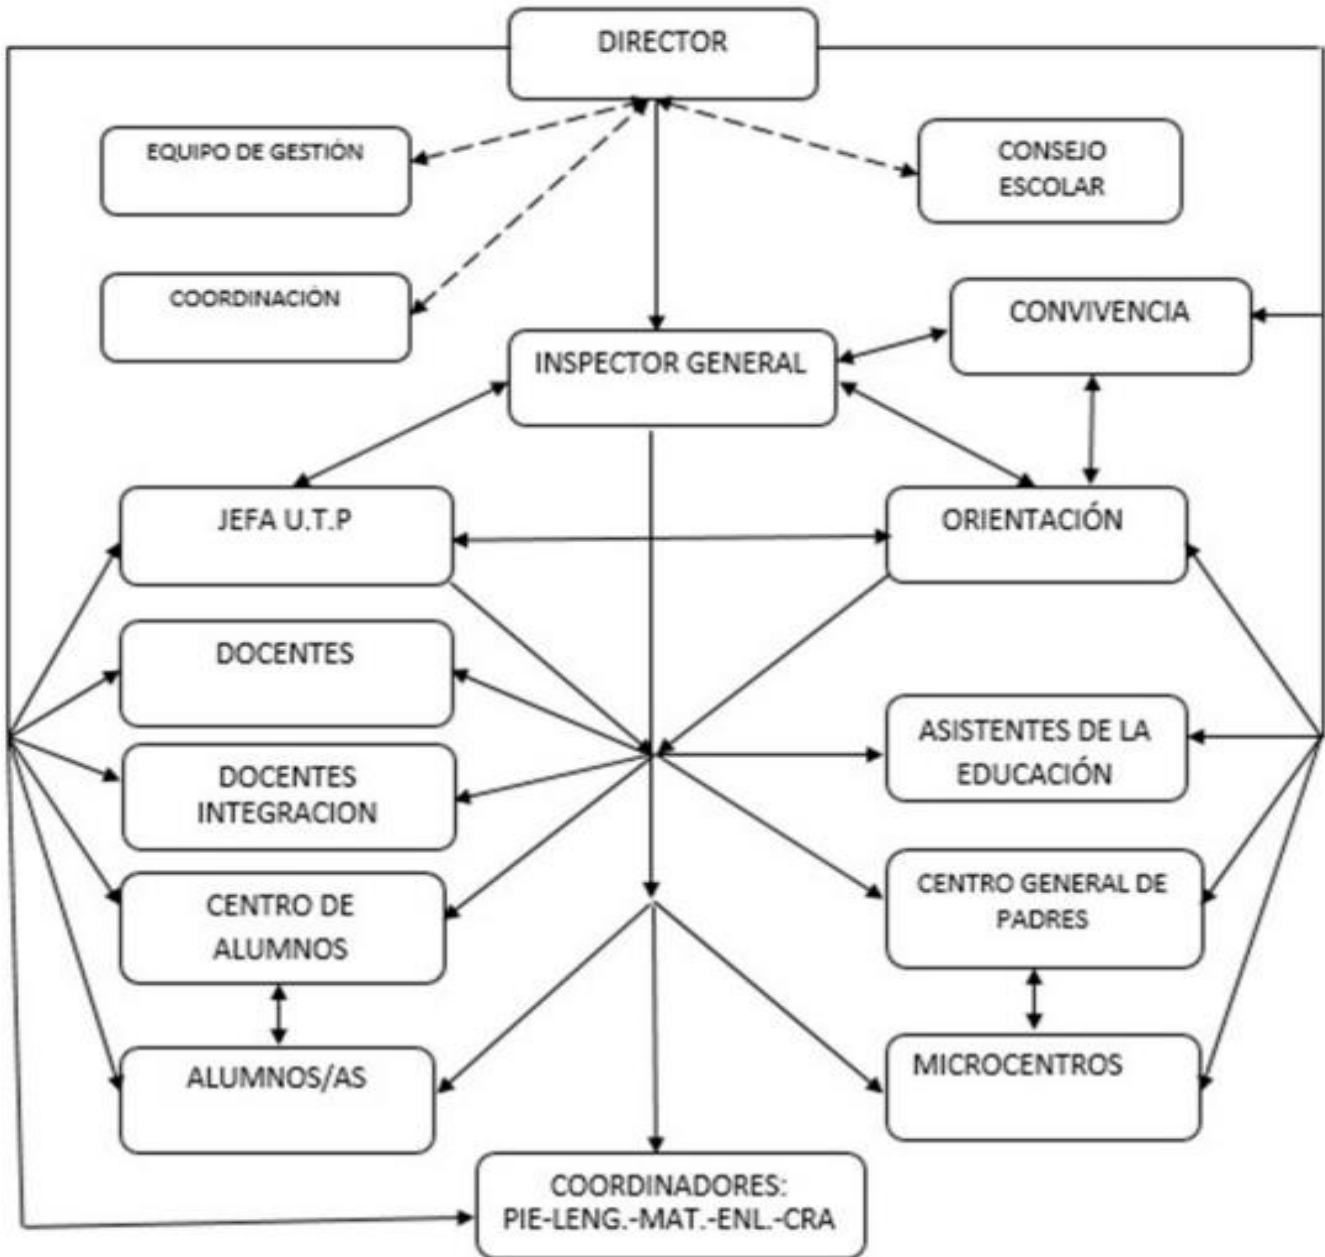 DIRECTOR
EQUIPO DE GESTIÓN
CONSEJO
ESCOLAR
COORDINACIÓN
CONVIVENCIA
INSPECTOR GENERAL
JEFA U.T.P
ORIENTACIÓN
DOCENTES
ASISTENTES DE LA
EDUCACIÓN
DOCENTES
INTEGRACION
CENTRO DE
ALUMNOS
CENTRO GENERAL DE
PADRES
ALUMNOS/AS
MICROCENTROS
COORDINADORES:
PIE-LENG.-MAT.-ENL.-CRA